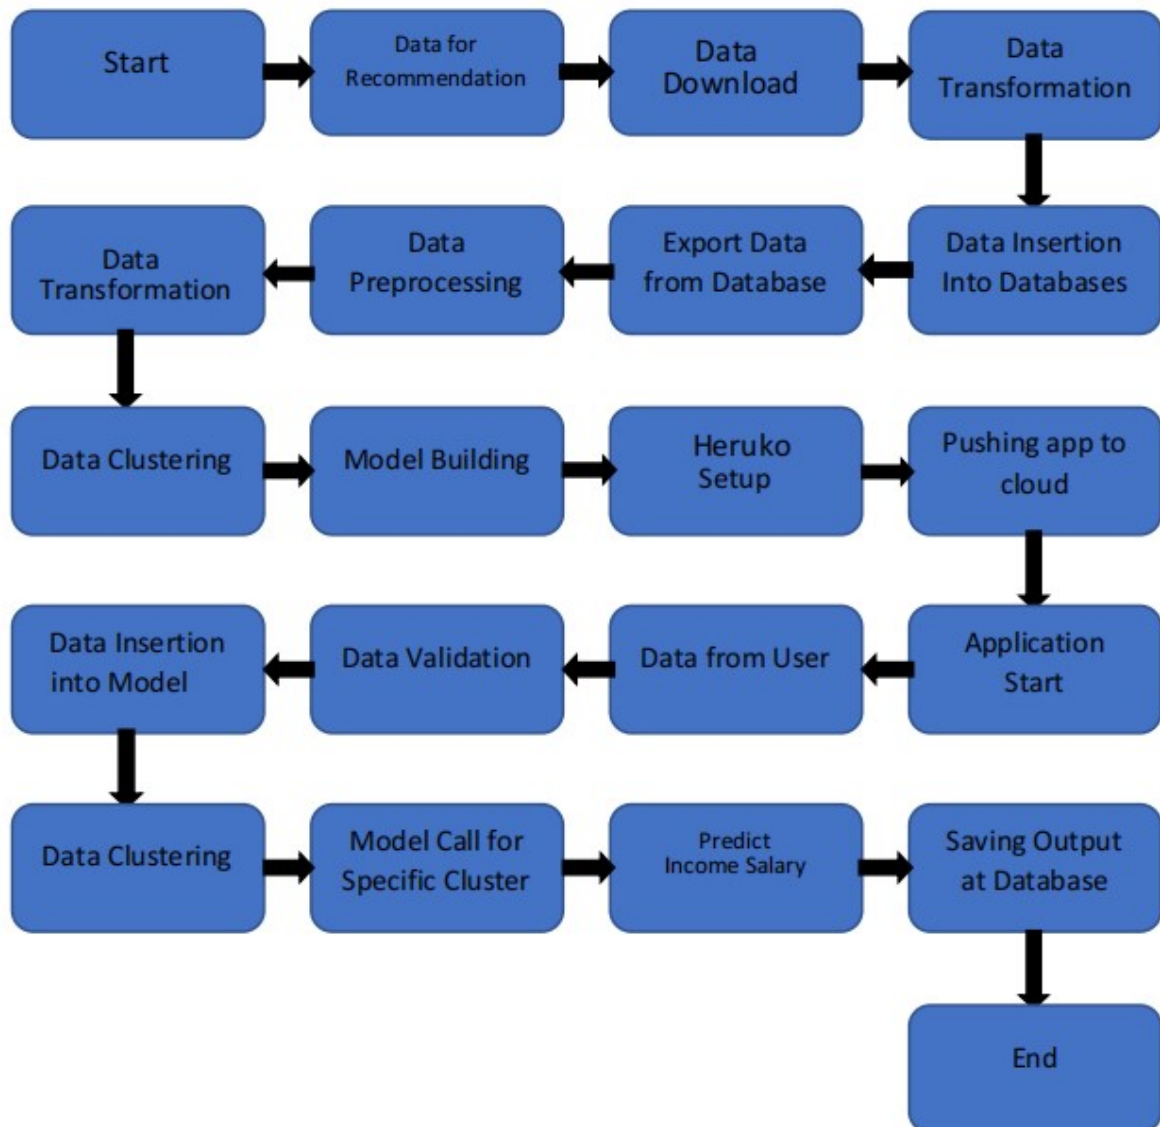 Start
Data for
Recommendation
Data
Download
Data
Transformation
Data Insertion
Into Databases
Export Data
from Database
Data
Preprocessing
Data
Transformation
Data Clustering
Model Building
Heruko
Setup
Pushing app to
cloud
Application
Start
Data from User
Data Validation
Data Insertion
into Model
Data Clustering
Model Call for
Specific Cluster
Predict
Income Salary
Saving Output
at Database
End